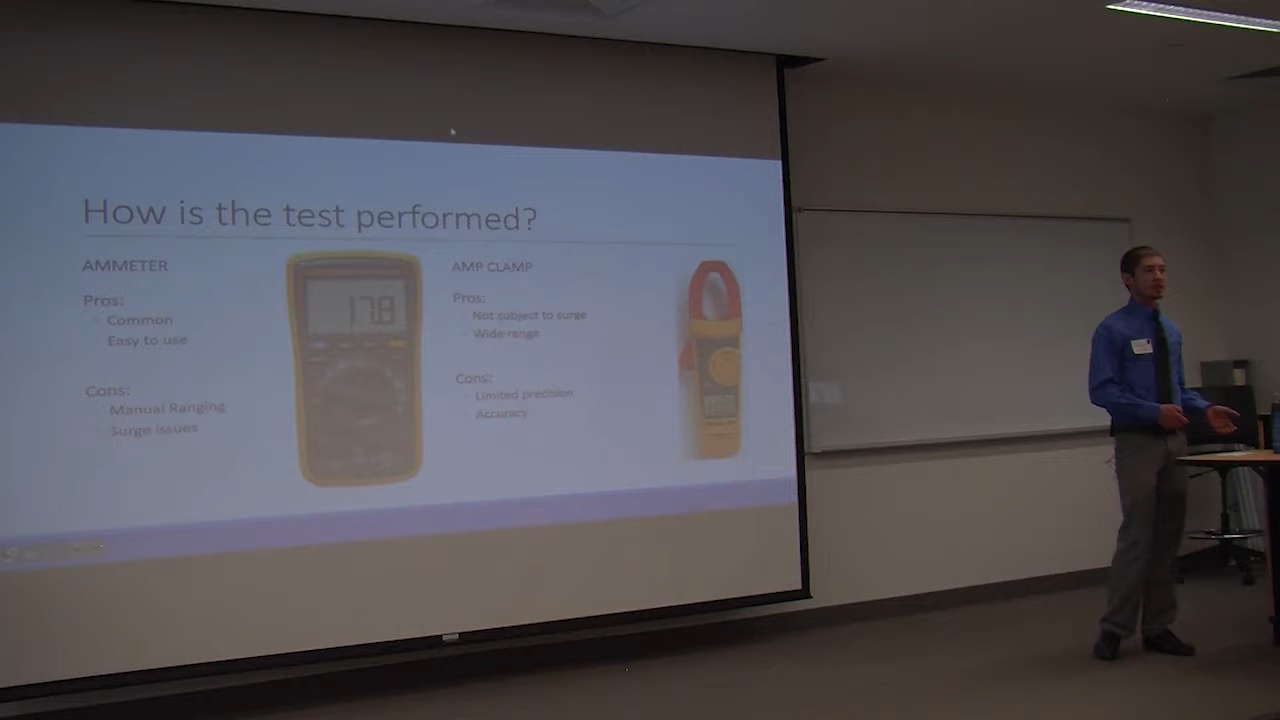 How is the test performed?
AMMETER
Pros:
Common
Easy to use
Cons:
Manual Ranging
Surge issues
17.8
AMP CLAMP
Pros:
Not subject to surge
Wide range
Cons:
Limited precision
Accuracy